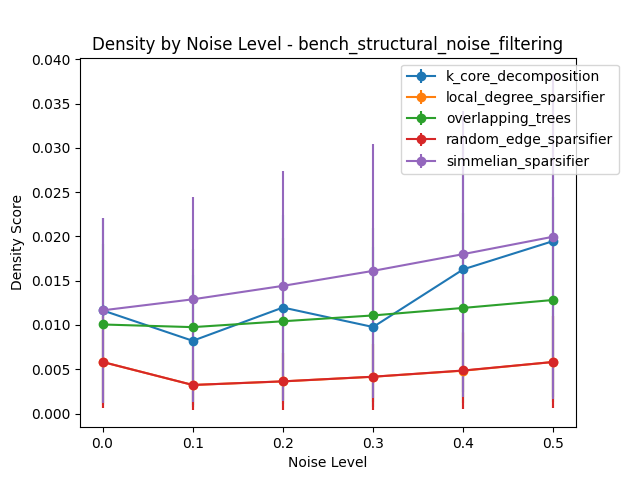 Density by Noise Level - bench_structural_noise_filtering
0.040
0.035
0.030
0.025
0.020
0.015
0.010
0.005
0.000
Density Score
k_core_decomposition
local_degree_sparsifier
overlapping_trees
random_edge_sparsifier
simmelian_sparsifier
0.0 0.1 0.2 0.3 0.4 0.5
Noise Level